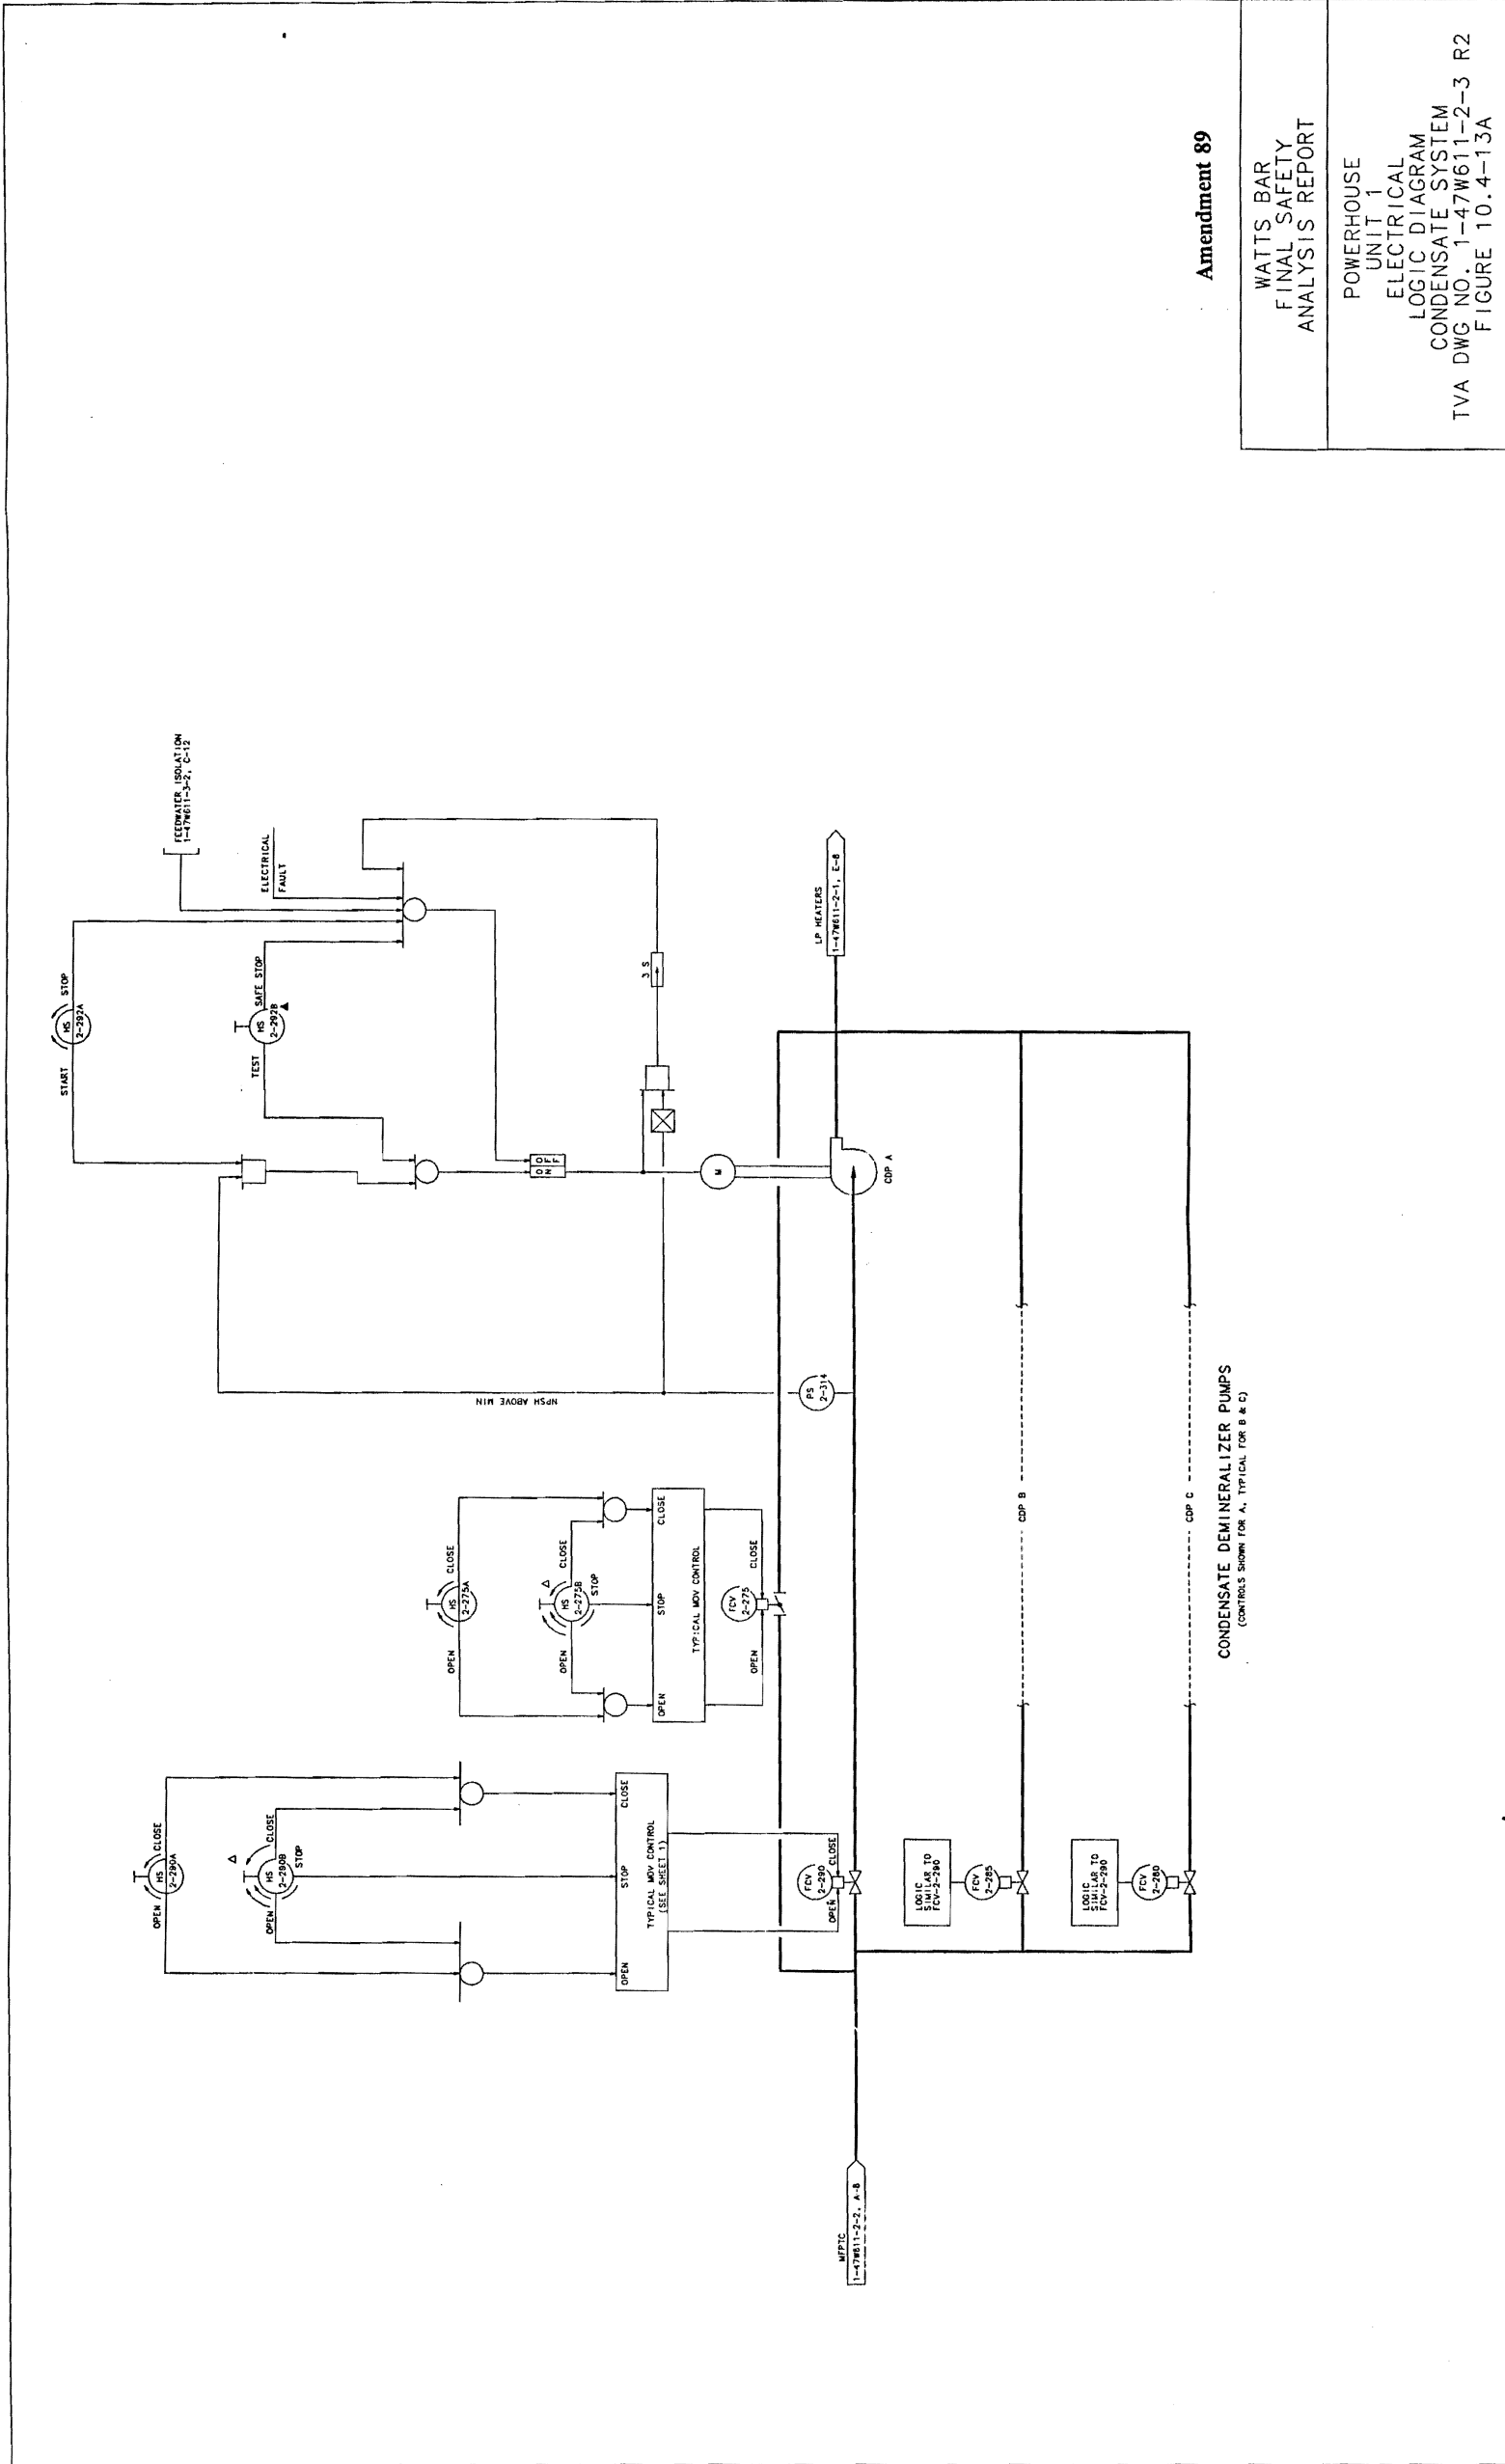 HS
2-290A
OPEN
CLOSE
HS
2-290B
OPEN
CLOSE
STOP
OPEN
STOP
CLOSE
TYPICAL MOV CONTROL
(SEE SHEET 1)
FCV
2-290
OPEN
CLOSE
HS
2-275A
OPEN
CLOSE
HS
2-275B
OPEN
CLOSE
STOP
OPEN
STOP
CLOSE
TYPICAL MOV CONTROL
FCV
2-275
OPEN
CLOSE
HS
2-292A
START
STOP
HS
2-292B
TEST
SAFE STOP
FEEDWATER ISOLATION
1-47W611-3-2, C-12
ELECTRICAL
FAULT
ON
OFF
3 S
M
NPSH ABOVE MIN
PS
2-314
CDP A
LP HEATERS
1-47W611-2-1, E-8
MFPTC
1-47W611-2-2, A-8
LOGIC
SIMILAR TO
FCV-2-290
FCV
2-285
CDP B
LOGIC
SIMILAR TO
FCV-2-290
FCV
2-280
CDP C
CONDENSATE DEMINERALIZER PUMPS
(CONTROLS SHOWN FOR A, TYPICAL FOR B & C)
Amendment 89
WATTS BAR
FINAL SAFETY
ANALYSIS REPORT
POWERHOUSE
UNIT 1
ELECTRICAL
LOGIC DIAGRAM
CONDENSATE SYSTEM
TVA DWG NO. 1-47W611-2-3 R2
FIGURE 10.4-13A